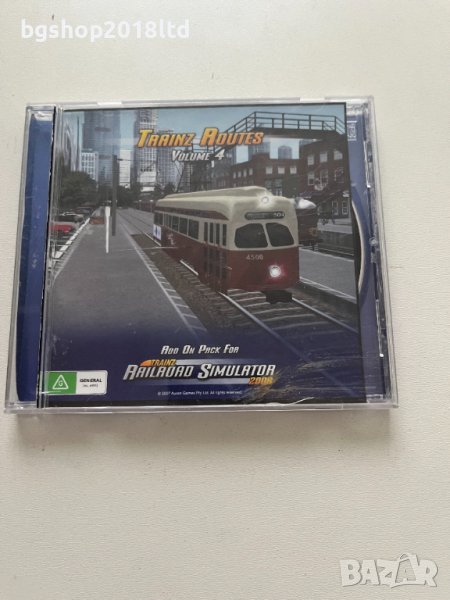 bgshop2018ltd
TRAINZ ROUTES
VOLUME 4
4506
ADD ON PACK FOR
TRAINZ
RAILROAD SIMULATOR
2006
G
GENERAL
© 2007 Auran Games Pty Ltd. All rights reserved.
BAZAR